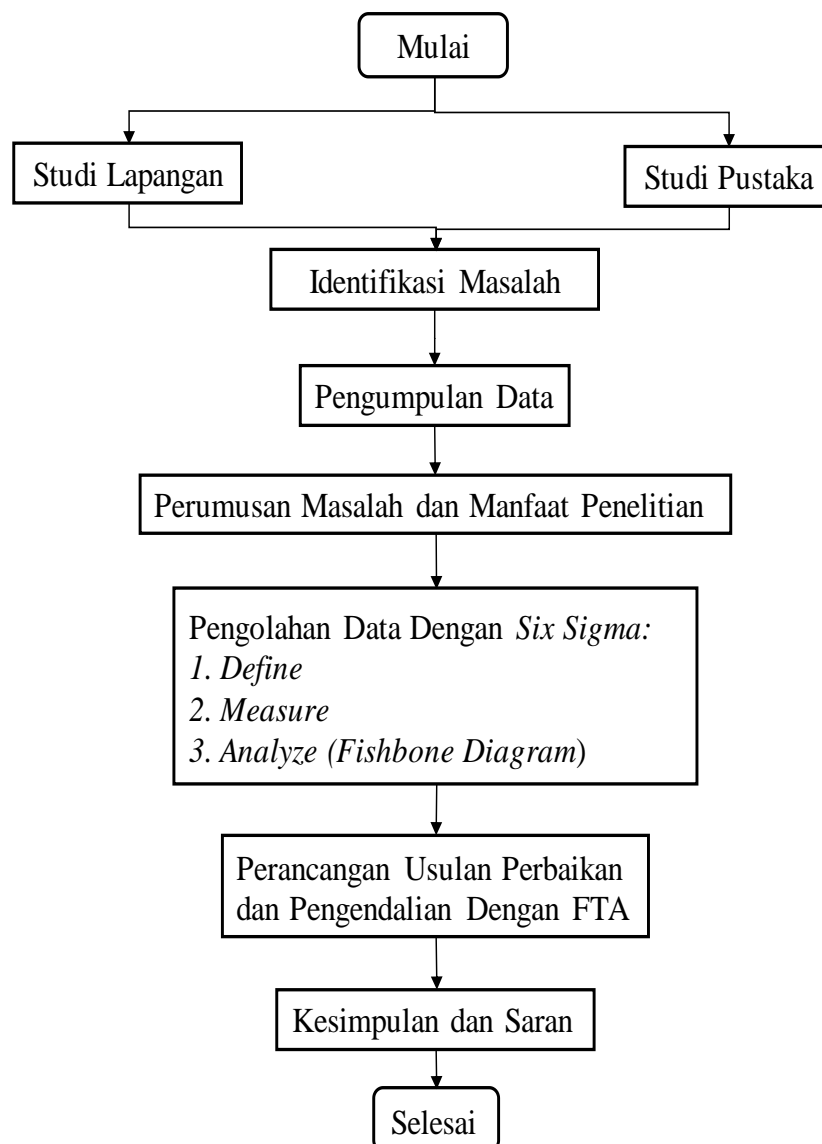 Mulai
Studi Lapangan
Studi Pustaka
Identifikasi Masalah
Pengumpulan Data
Perumusan Masalah dan Manfaat Penelitian
Pengolahan Data Dengan Six Sigma:
1. Define
2. Measure
3. Analyze (Fishbone Diagram)
Perancangan Usulan Perbaikan
dan Pengendalian Dengan FTA
Kesimpulan dan Saran
Selesai